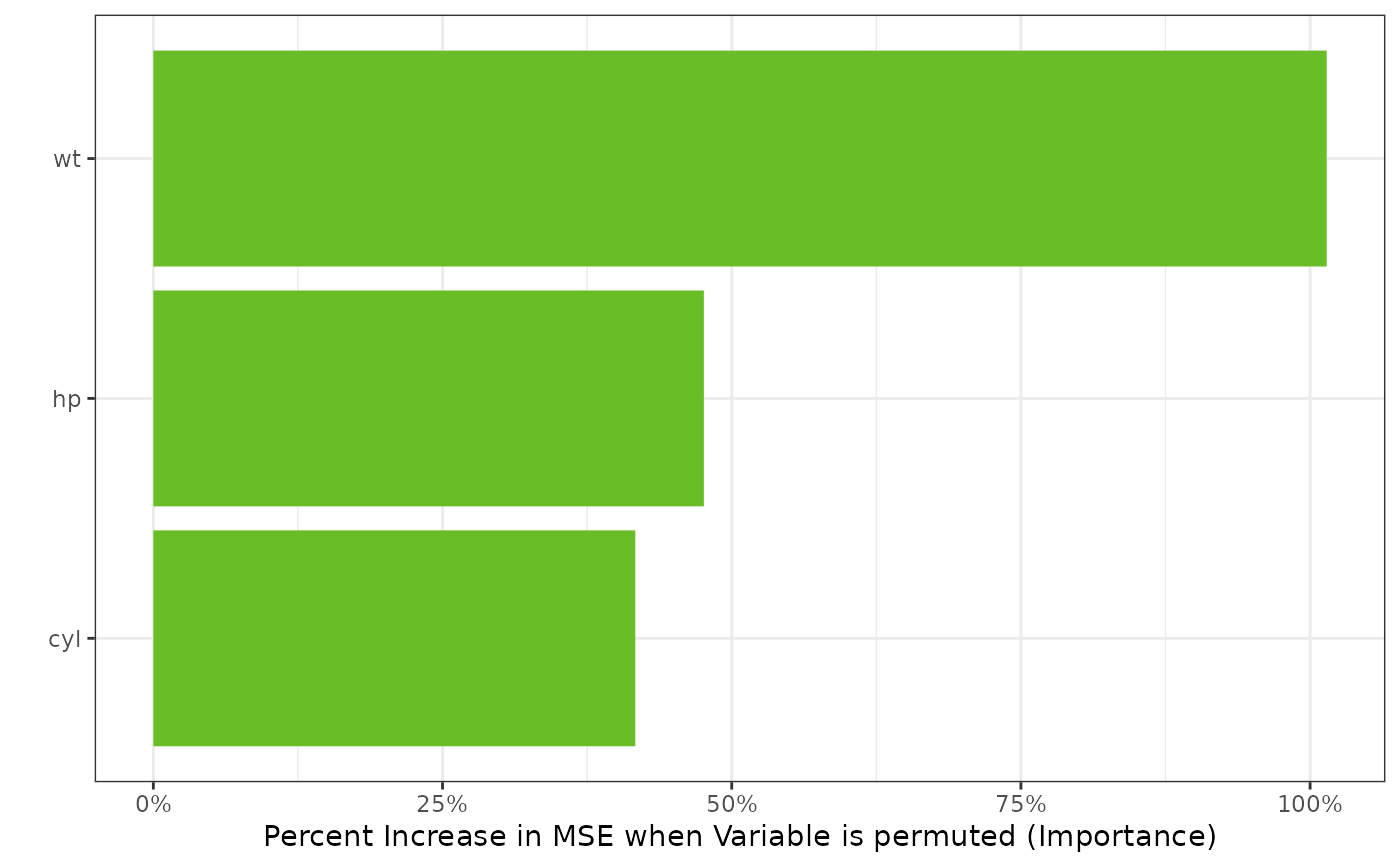 wt
hp
cyl
0% 25% 50% 75% 100%
Percent Increase in MSE when Variable is permuted (Importance)